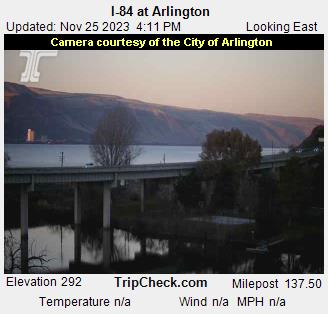 I-84 at Arlington
Updated: Nov 25 2023 4:11 PM Looking East
Camera courtesy of the City of Arlington
Elevation 292 TripCheck.com Milepost 137.50
Temperature n/a Wind n/a MPH n/a